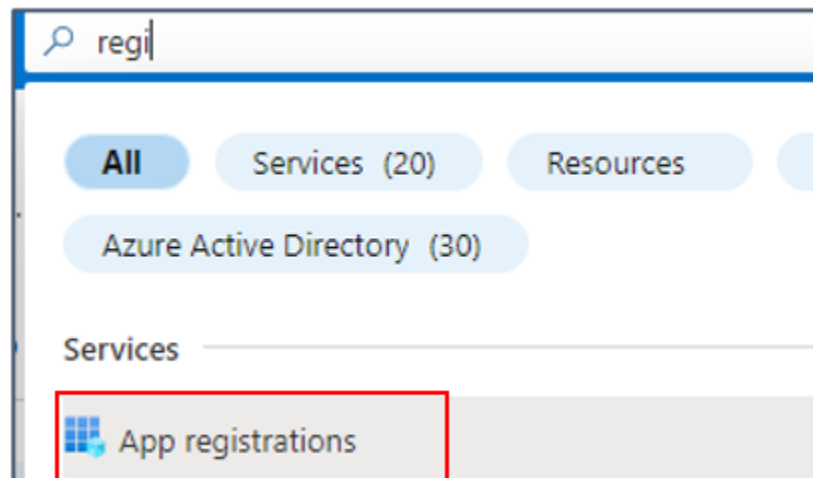 regi
All Services (20) Resources
Azure Active Directory (30)
Services
App registrations